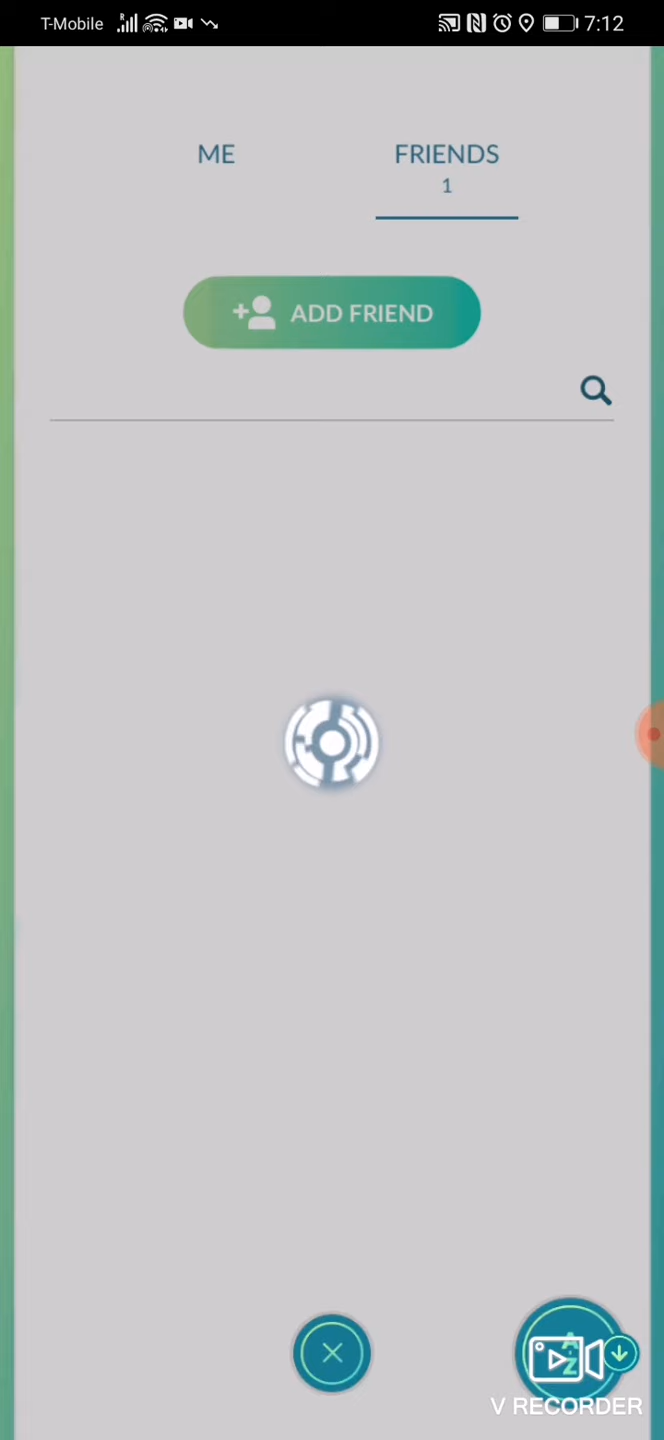 T-Mobile R 7:12
ME FRIENDS
1
ADD FRIEND
A-Z
V RECORDER